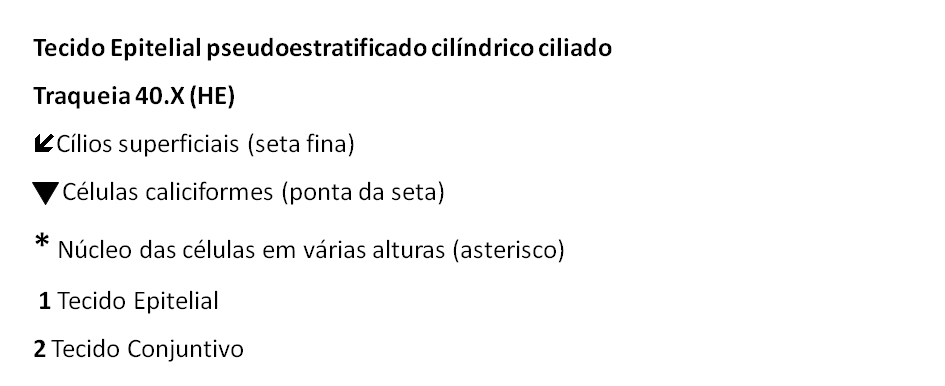 Tecido Epitelial pseudoestratificado cilíndrico ciliado
Traqueia 40.X (HE)
Cílios superficiais (seta fina)
Células caliciformes (ponta da seta)
* Núcleo das células em várias alturas (asterisco)
1 Tecido Epitelial
2 Tecido Conjuntivo